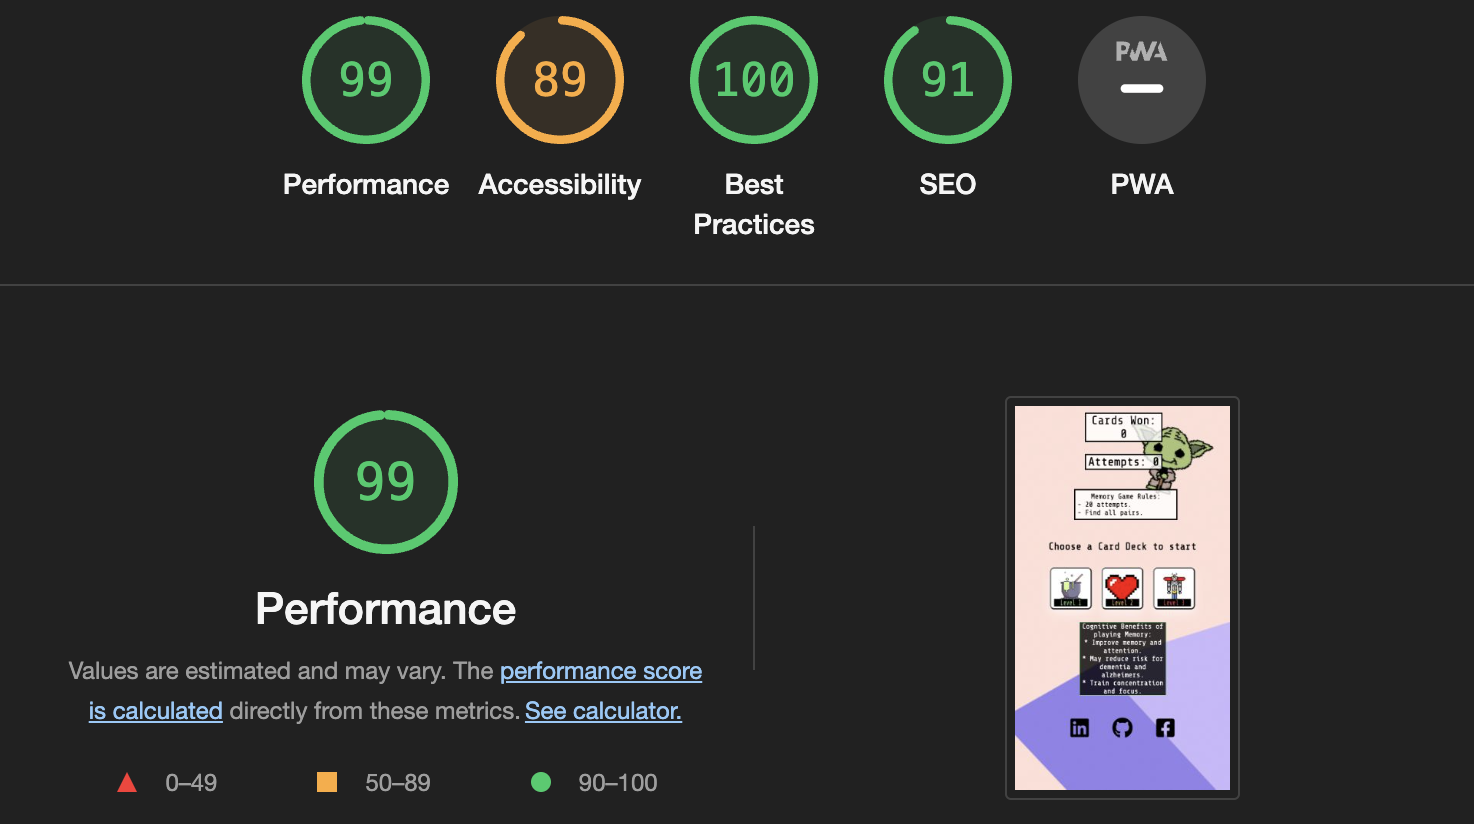 99
89
100
91
PWA
Performance
Accessibility
Best
Practices
SEO
PWA
99
Performance
Values are estimated and may vary. The performance score
is calculated directly from these metrics. See calculator.
0–49
50–89
90–100
Cards Won:
0
Attempts: 0
Memory Game Rules:
- 20 attempts.
- Find all pairs.
Choose a Card Deck to start
Level 1
Level 2
Cognitive Benefits of
playing Memory:
* Improve memory and
attention.
* May reduce risk for
dementia and
alzheimers.
* Train concentration
and focus.
in